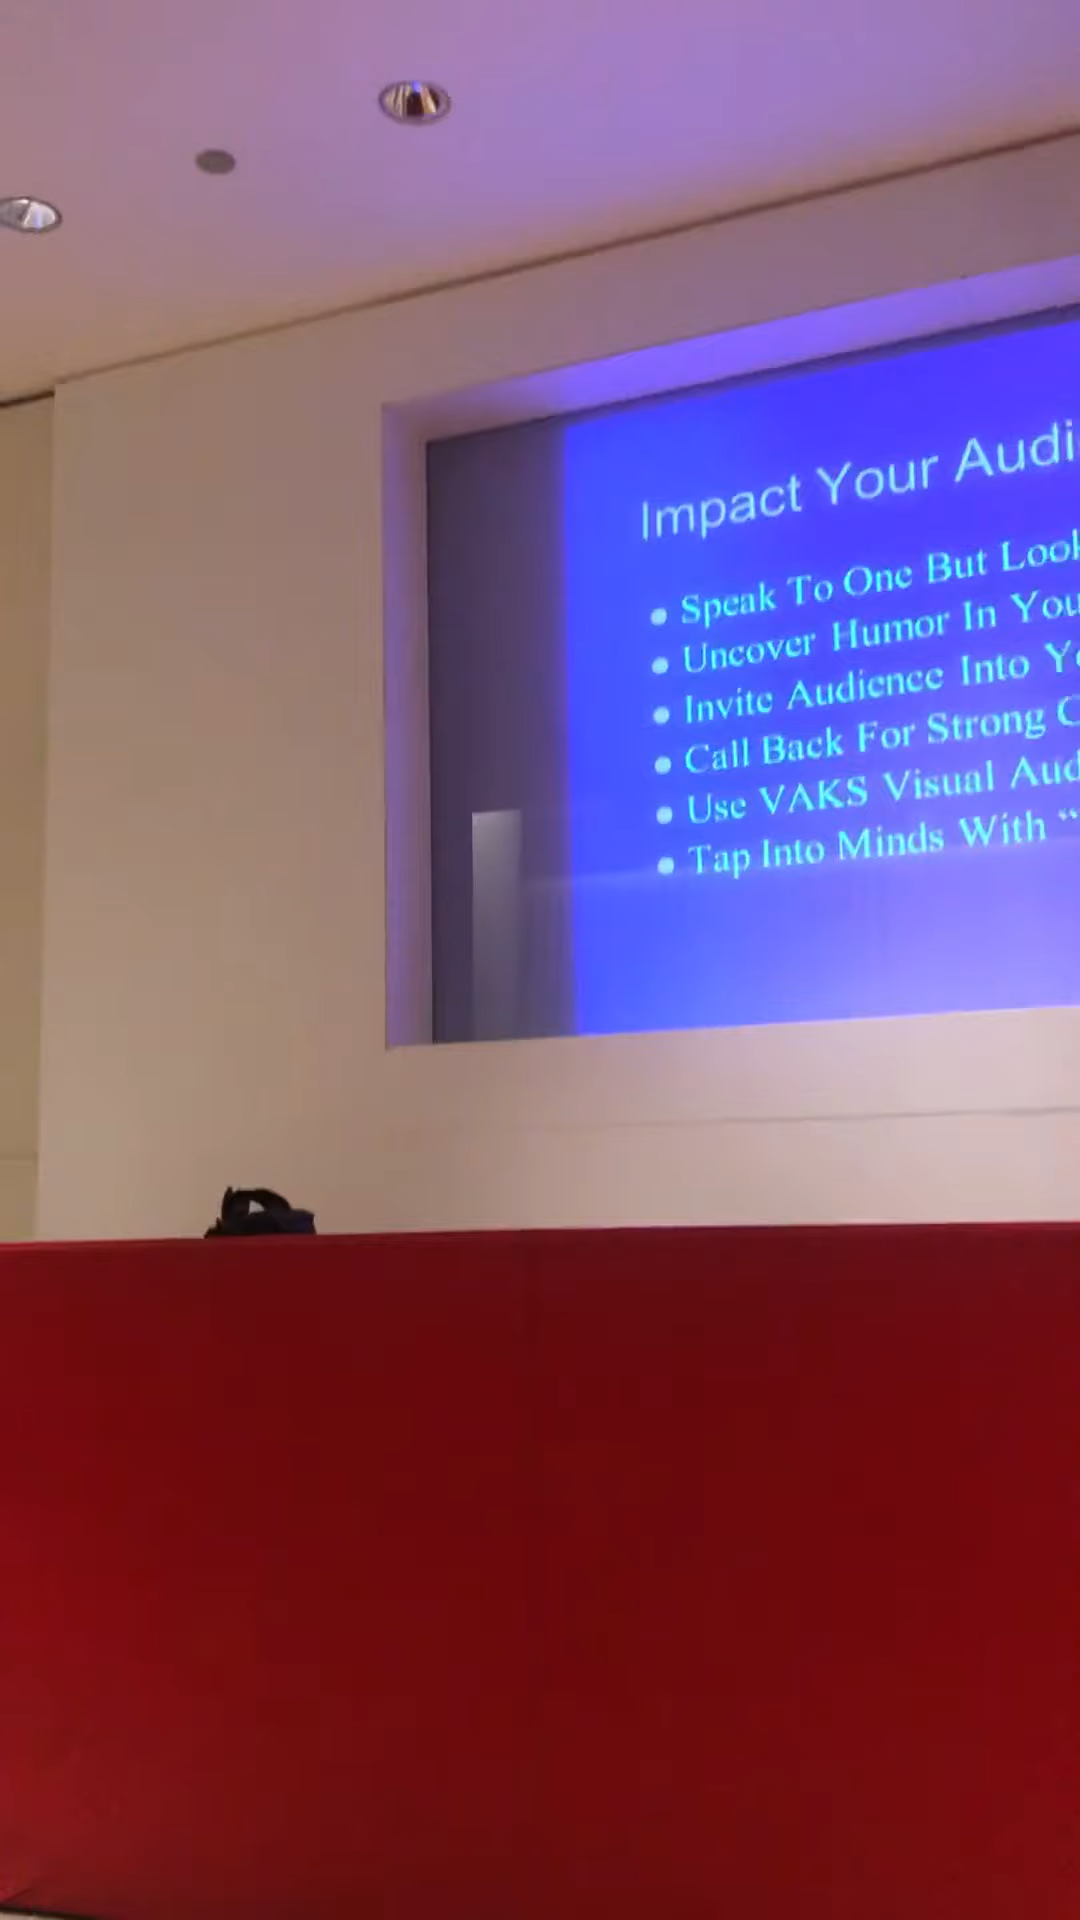 Impact Your Audi
• Speak To One But Look
• Uncover Humor In You
• Invite Audience Into Yo
• Call Back For Strong C
• Use VAKS Visual Aud
• Tap Into Minds With “